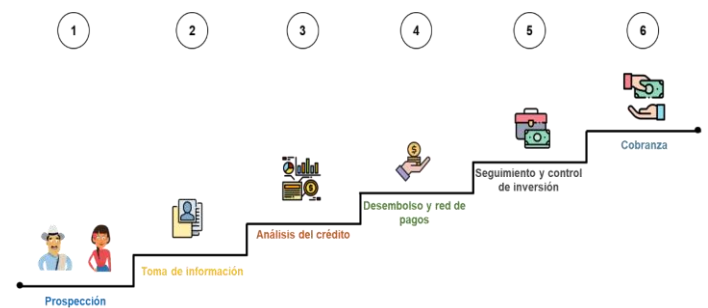 1
2
3
4
5
6
Cobranza
Seguimiento y control
de inversión
Desembolso y red de
pagos
Análisis del crédito
Toma de información
Prospección